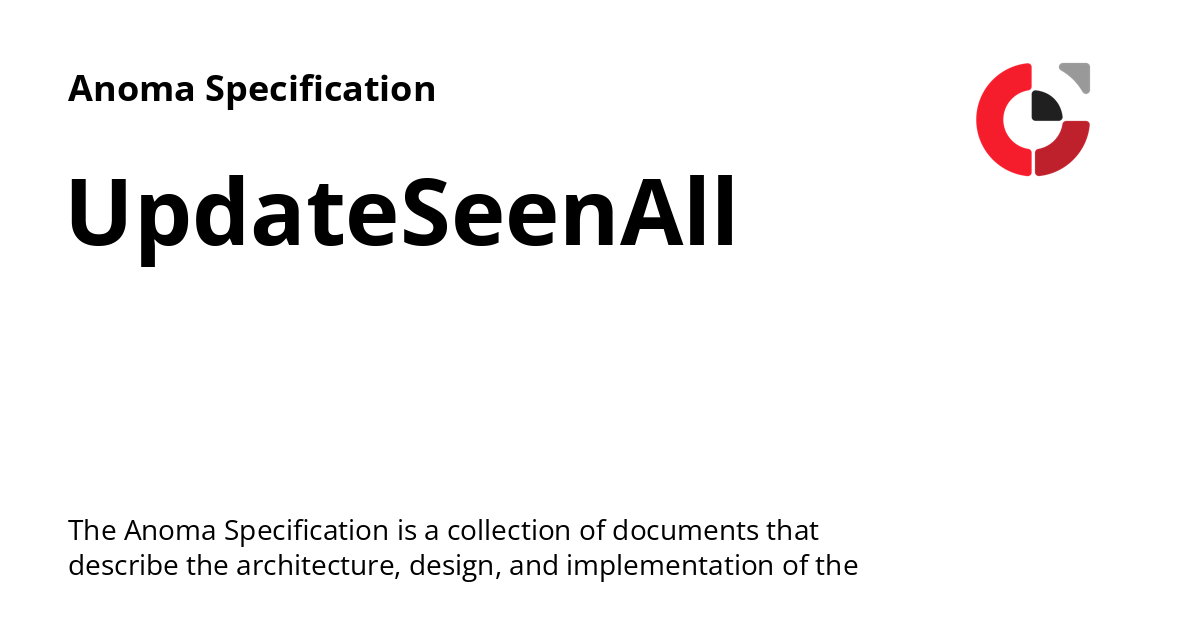 Anoma Specification
UpdateSeenAll
The Anoma Specification is a collection of documents that
describe the architecture, design, and implementation of the